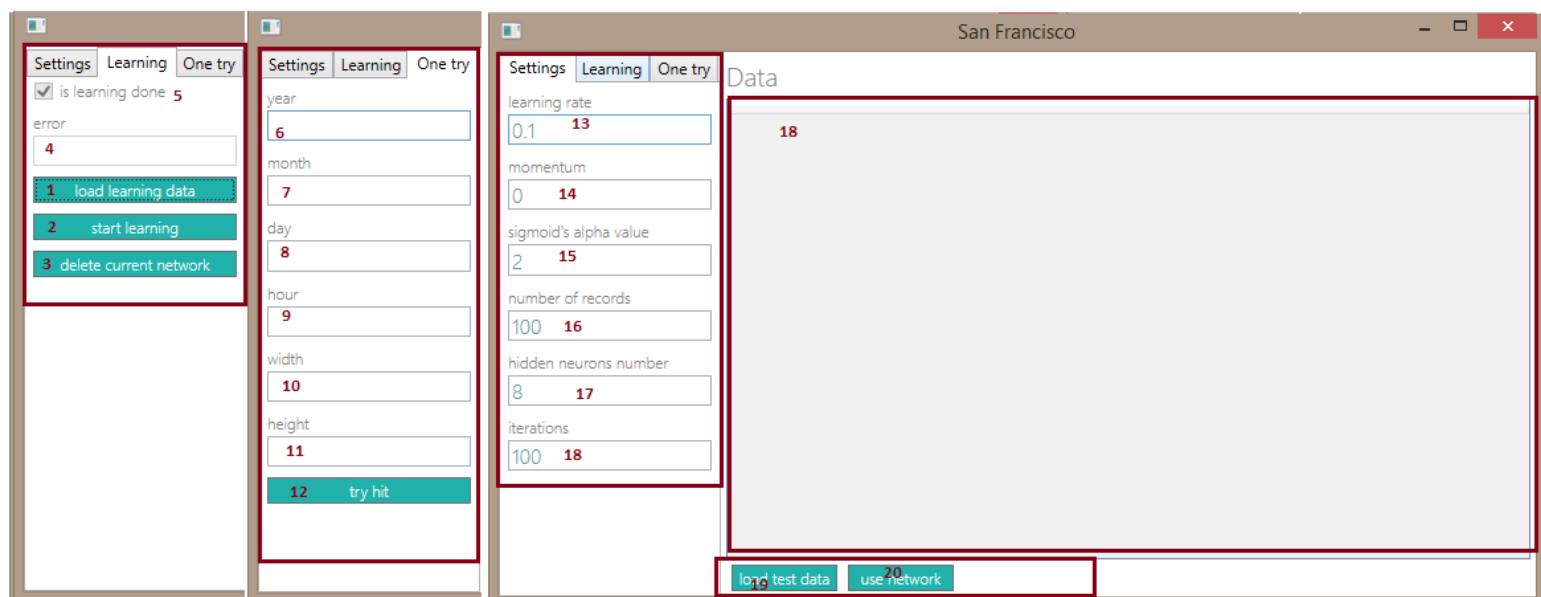 Settings Learning One try
is learning done 5
error
4
1 load learning data
2 start learning
3 delete current network
Settings Learning One try
year
6
month
7
day
8
hour
9
width
10
height
11
12 try hit
San Francisco
Settings Learning One try
learning rate
0.1 13
momentum
0 14
sigmoid's alpha value
2 15
number of records
100 16
hidden neurons number
8 17
iterations
100 18
Data
18
load test data 19
use network 20